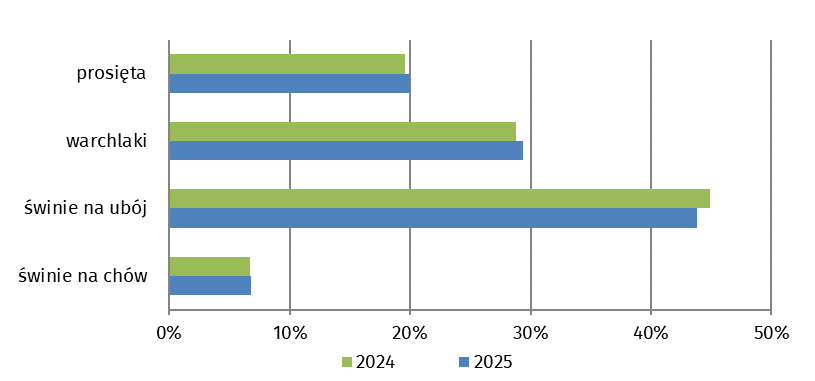 prosięta
warchlaki
świnie na ubój
świnie na chów
0% 10% 20% 30% 40% 50%
2024 2025